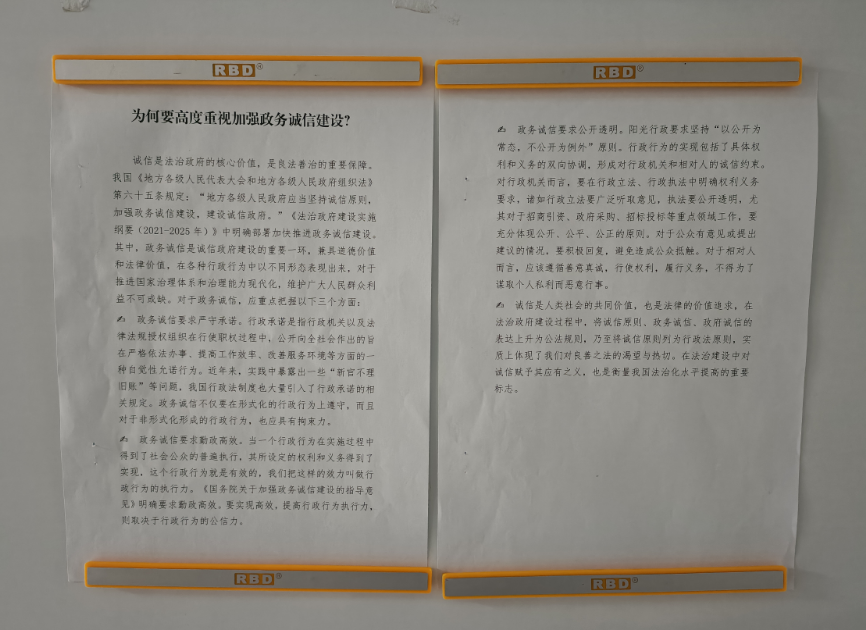 RBD®
为何要高度重视加强政务诚信建设?
诚信是法治政府的核心价值,是良法善治的重要保障。
我国《地方各级人民代表大会和地方各级人民政府组织法》
第六十五条规定:“地方各级人民政府应当坚持诚信原则,
加强政务诚信建设,建设诚信政府。”《法治政府建设实施
纲要(2021-2025年)》中明确部署加快推进政务诚信建设。
其中,政务诚信是诚信政府建设的重要一环,兼具道德价值
和法律价值,在各种行政行为中以不同形态表现出来,对于
推进国家治理体系和治理能力现代化,维护广大人民群众利
益不可或缺。对于政务诚信,应重点把握以下三个方面:
✍ 政务诚信要求严守承诺。行政承诺是指行政机关以及法
律法规授权组织在行使职权过程中,公开向全社会作出的旨
在严格依法办事、提高工作效率、改善服务环境等方面的一
种自觉性允诺行为。近年来,实践中暴露出一些“新官不理
旧账”等问题,我国行政法制度也大量引入了行政承诺的相
关规定。政务诚信不仅要在形式化的行政行为上遵守,而且
对于非形式化形成的行政行为,也应具有拘束力。
✍ 政务诚信要求勤政高效。当一个行政行为在实施过程中
得到了社会公众的普遍执行,其所设定的权利和义务得到了
实现,这个行政行为就是有效的,我们把这样的效力叫做行
政行为的执行力。《国务院关于加强政务诚信建设的指导意
见》明确要求勤政高效。要实现高效,提高行政行为执行力,
则取决于行政行为的公信力。
RBD®
RBD®
✍ 政务诚信要求公开透明。阳光行政要求坚持“以公开为
常态,不公开为例外”原则。行政行为的实现包括了具体权
利和义务的双向协调,形成对行政机关和相对人的诚信约束。
对行政机关而言,要在行政立法、行政执法中明确权利义务
要求,诸如行政立法要广泛听取意见,执法要公开透明,尤
其对于招商引资、政府采购、招标投标等重点领域工作,要
充分体现公开、公平、公正的原则。对于公众有意见或提出
建议的情况,要积极回复,避免造成公众抵触。对于相对人
而言,应该遵循善意真诚,行使权利,履行义务,不得为了
谋取个人私利而恶意行事。
✍ 诚信是人类社会的共同价值,也是法律的价值追求,在
法治政府建设过程中,将诚信原则、政务诚信、政府诚信的
表达上升为公法规则,乃至将诚信原则列为行政法原则,实
质上体现了我们对良善之法的渴望与热切。在法治建设中对
诚信赋予其应有之义,也是衡量我国法治化水平提高的重要
标志。
RBD®